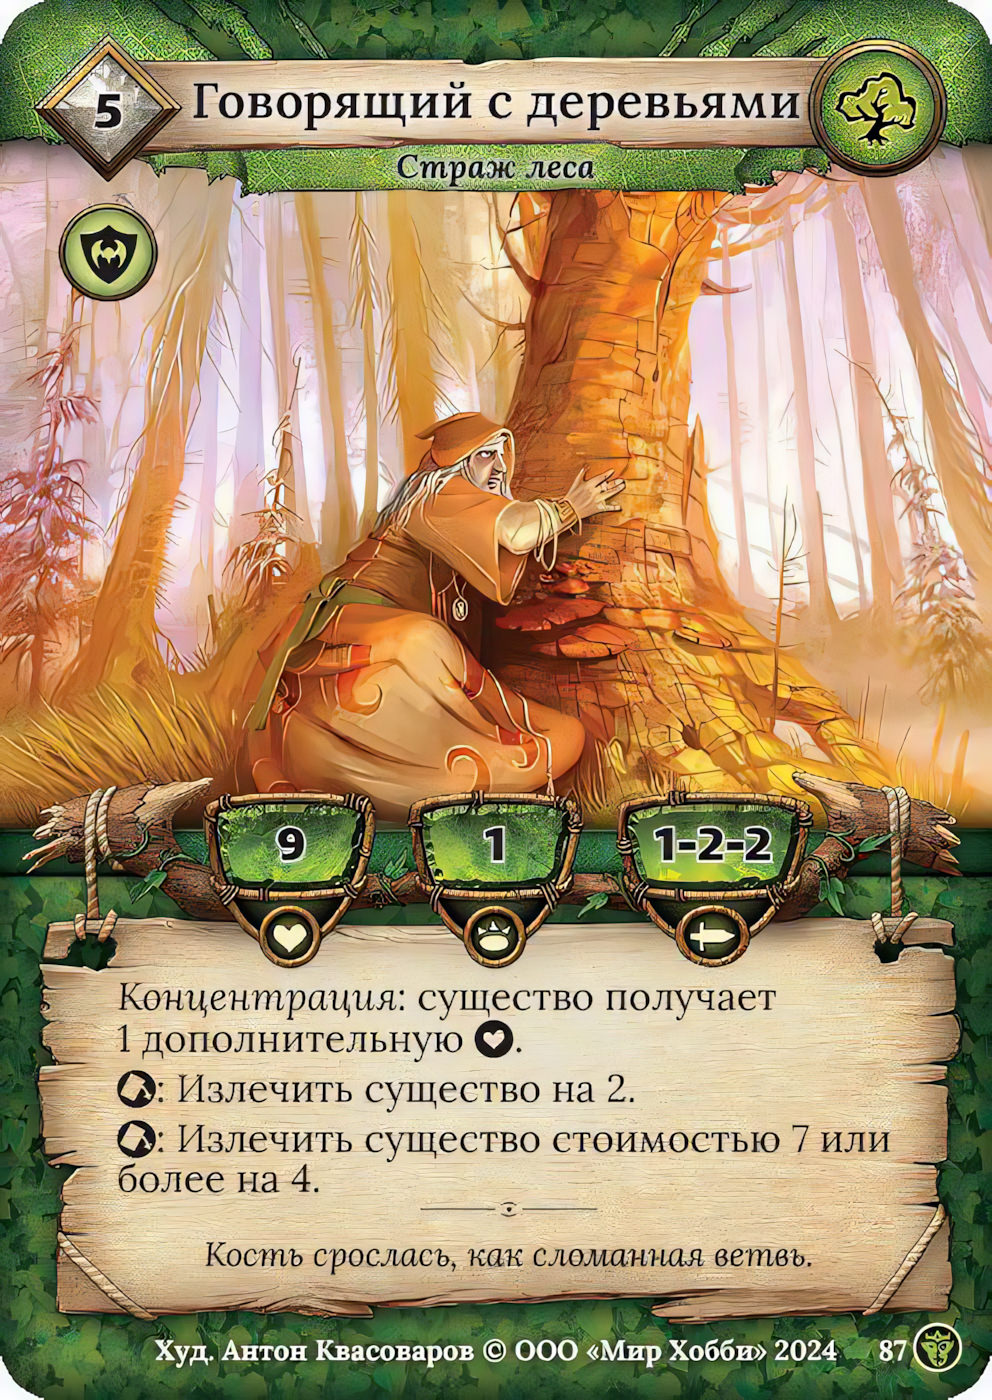 5
Говорящий с деревьями
Страж леса
9
1
1-2-2
Концентрация: существо получает
1 дополнительную .
: Излечить существо на 2.
: Излечить существо стоимостью 7 или
более на 4.
Кость срослась, как сломанная ветвь.
Худ. Антон Квасоваров © ООО «Мир Хобби» 2024 87